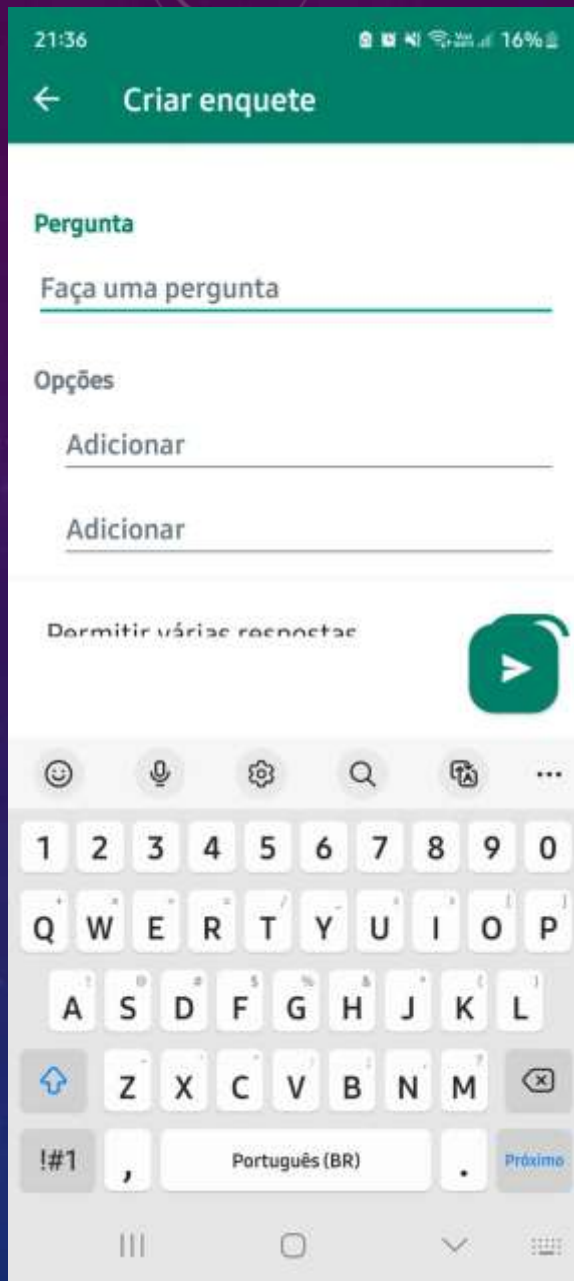 21:36 16%
Criar enquete
Pergunta
Faça uma pergunta
Opções
Adicionar
Adicionar
Permitir várias respostas
1 2 3 4 5 6 7 8 9 0
Q W E R T Y U I O P
A S D F G H J K L
Z X C V B N M
!#1 , Português (BR) . Próximo